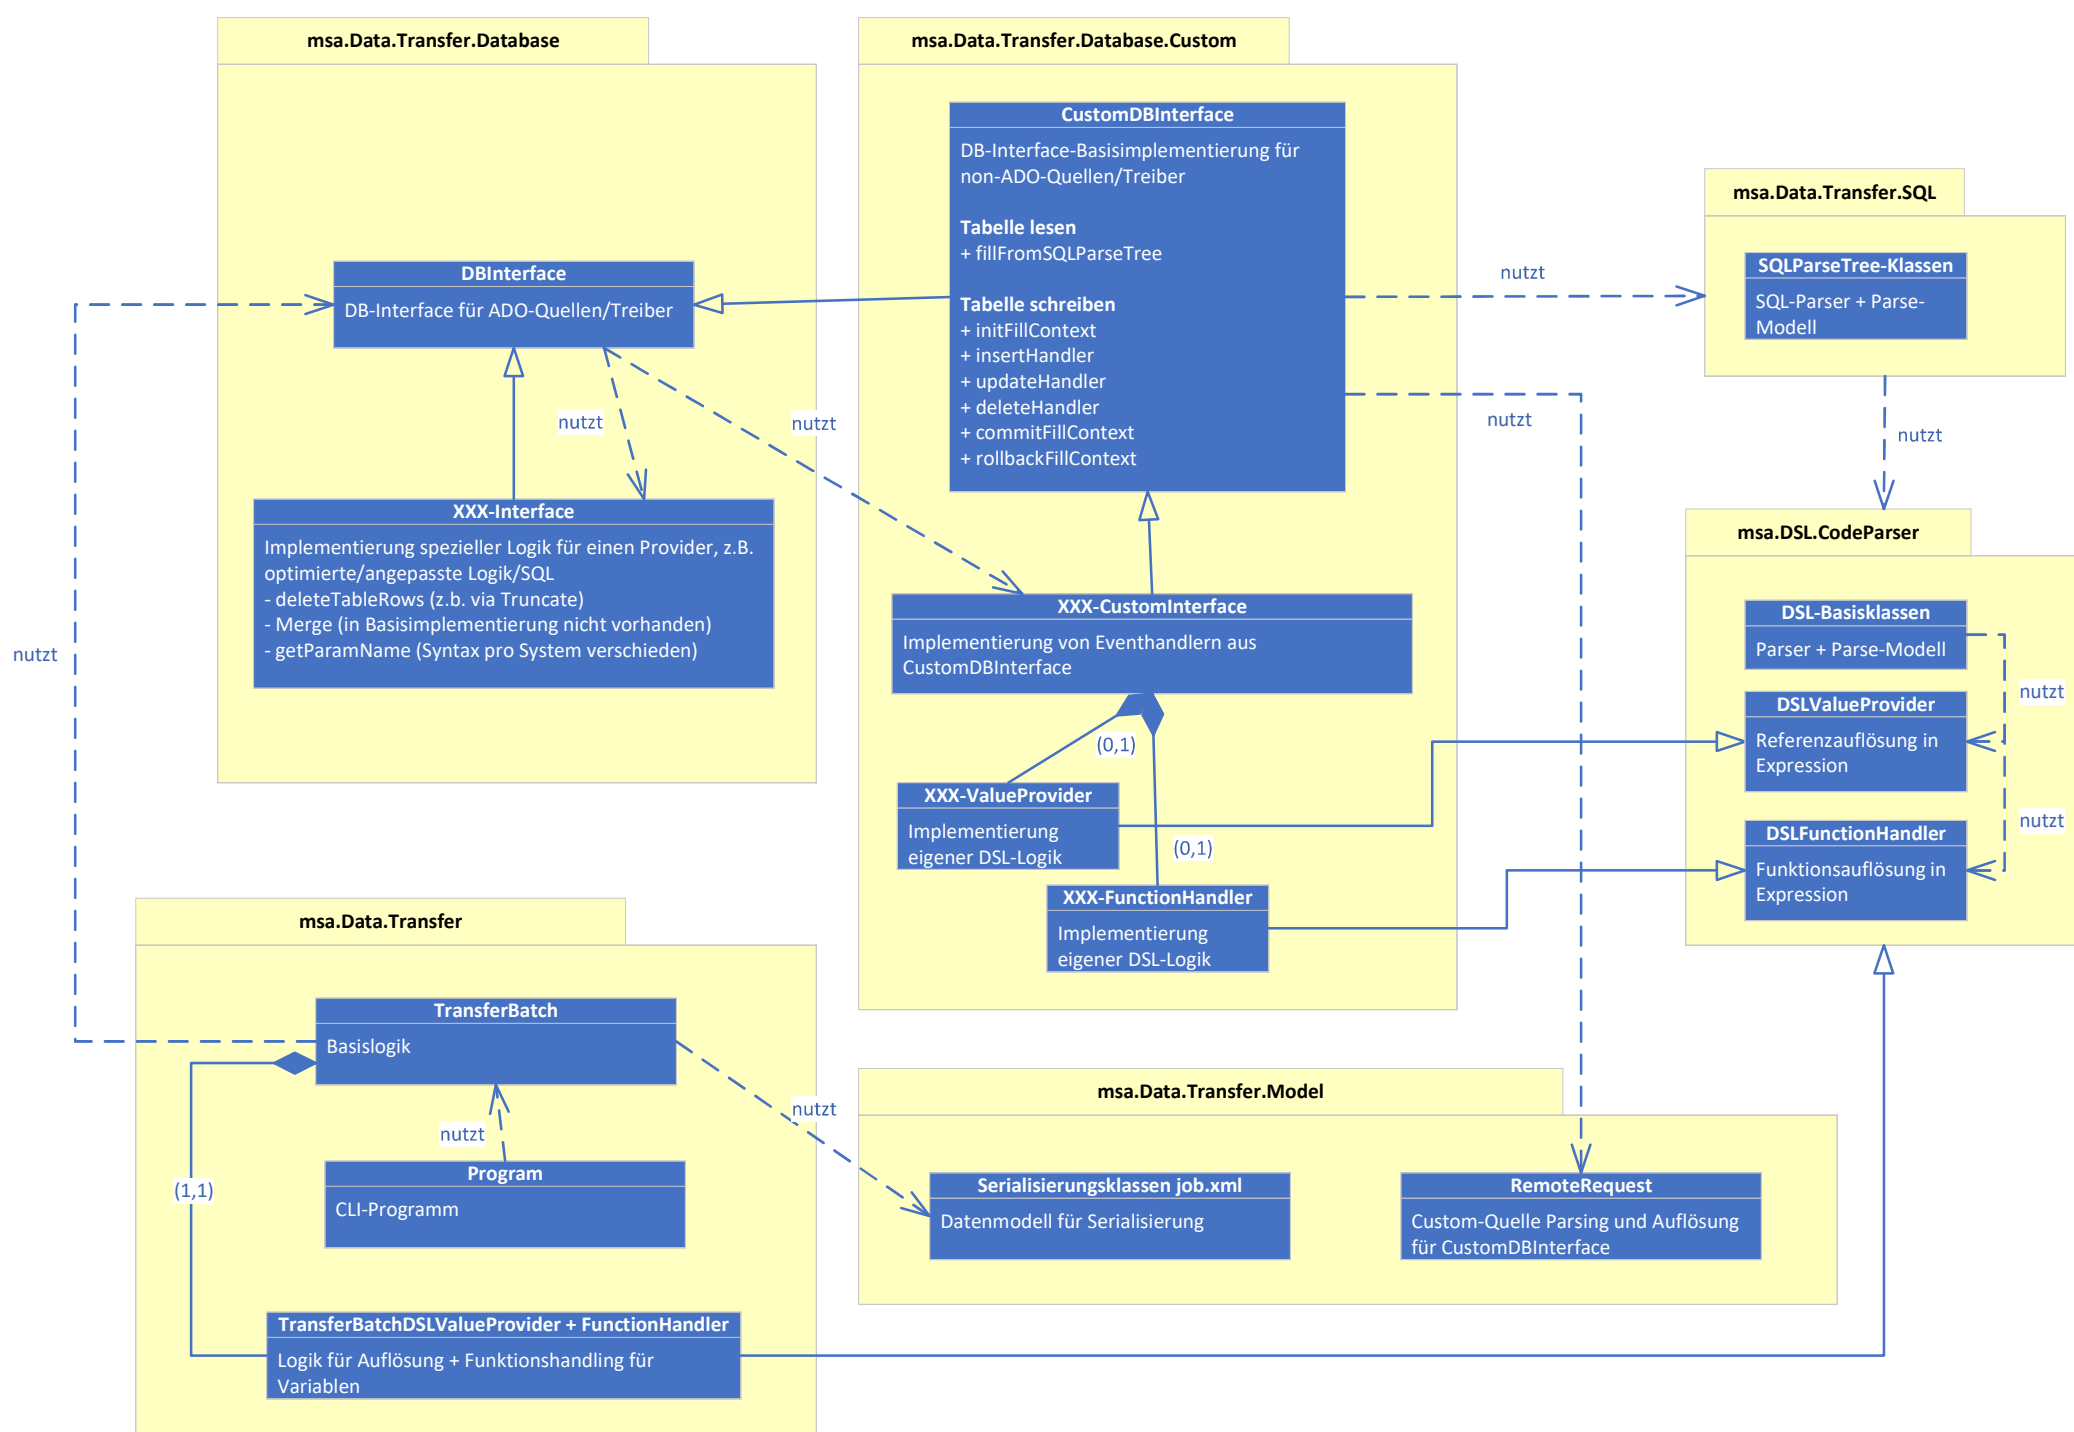 msa.Data.Transfer.Database
DBInterface
DB-Interface für ADO-Quellen/Treiber
nutzt
XXX-Interface
Implementierung spezieller Logik für einen Provider, z.B.
optimierte/angepasste Logik/SQL
- deleteTableRows (z.b. via Truncate)
- Merge (in Basisimplementierung nicht vorhanden)
- getParamName (Syntax pro System verschieden)
nutzt
nutzt
msa.Data.Transfer.Database.Custom
CustomDBInterface
DB-Interface-Basisimplementierung für
non-ADO-Quellen/Treiber
Tabelle lesen
+ fillFromSQLParseTree
Tabelle schreiben
+ initFillContext
+ insertHandler
+ updateHandler
+ deleteHandler
+ commitFillContext
+ rollbackFillContext
nutzt
nutzt
XXX-CustomInterface
Implementierung von Eventhandlern aus
CustomDBInterface
(0,1)
XXX-ValueProvider
Implementierung
eigener DSL-Logik
(0,1)
XXX-FunctionHandler
Implementierung
eigener DSL-Logik
msa.Data.Transfer.SQL
SQLParseTree-Klassen
SQL-Parser + Parse-
Modell
nutzt
msa.DSL.CodeParser
DSL-Basisklassen
Parser + Parse-Modell
nutzt
DSLValueProvider
Referenzauflösung in
Expression
nutzt
DSLFunctionHandler
Funktionsauflösung in
Expression
msa.Data.Transfer
TransferBatch
Basislogik
nutzt
nutzt
Program
CLI-Programm
(1,1)
TransferBatchDSLValueProvider + FunctionHandler
Logik für Auflösung + Funktionshandling für
Variablen
msa.Data.Transfer.Model
Serialisierungsklassen job.xml
Datenmodell für Serialisierung
RemoteRequest
Custom-Quelle Parsing und Auflösung
für CustomDBInterface